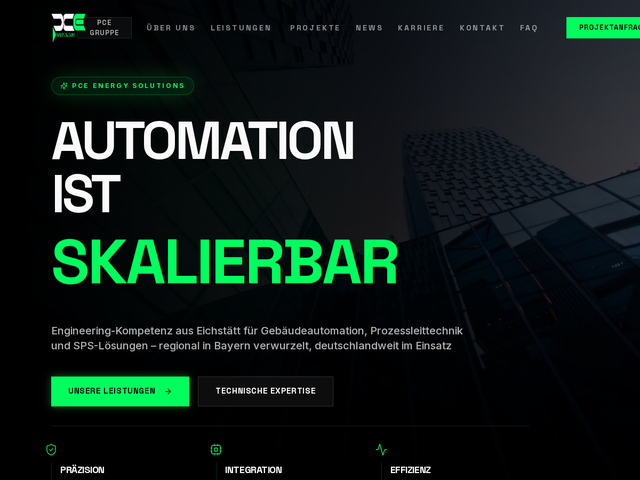 PCE
PCE GRUPPE
ÜBER UNS
LEISTUNGEN
PROJEKTE
NEWS
KARRIERE
KONTAKT
FAQ
PCE ENERGY SOLUTIONS
AUTOMATION
IST
SKALIERBAR
Engineering-Kompetenz aus Eichstätt für Gebäudeautomation, Prozessleittechnik
und SPS-Lösungen – regional in Bayern verwurzelt, deutschlandweit im Einsatz
UNSERE LEISTUNGEN
TECHNISCHE EXPERTISE
PRÄZISION
INTEGRATION
EFFIZIENZ